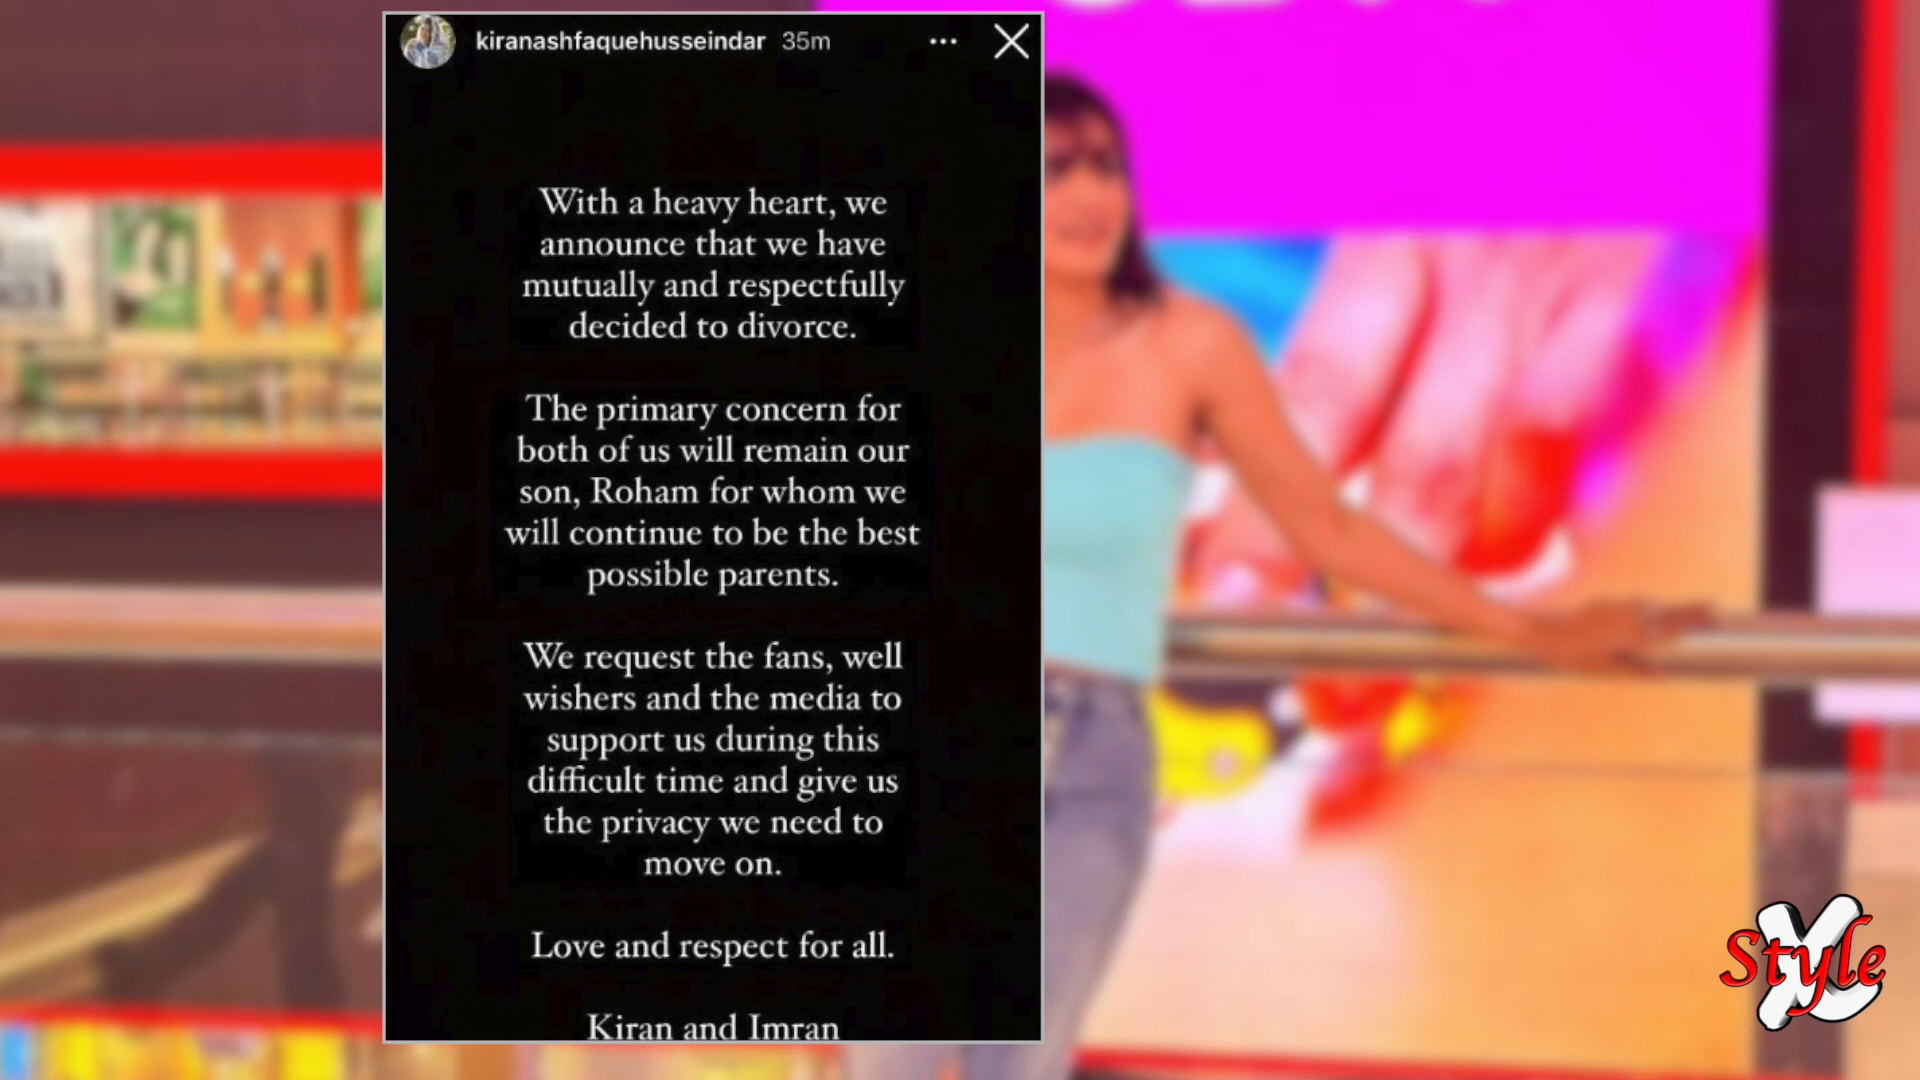 kiranashfaquehusseindar 35m
With a heavy heart, we
announce that we have
mutually and respectfully
decided to divorce.
The primary concern for
both of us will remain our
son, Roham for whom we
will continue to be the best
possible parents.
We request the fans, well
wishers and the media to
support us during this
difficult time and give us
the privacy we need to
move on.
Love and respect for all.
Kiran and Imran
Style X